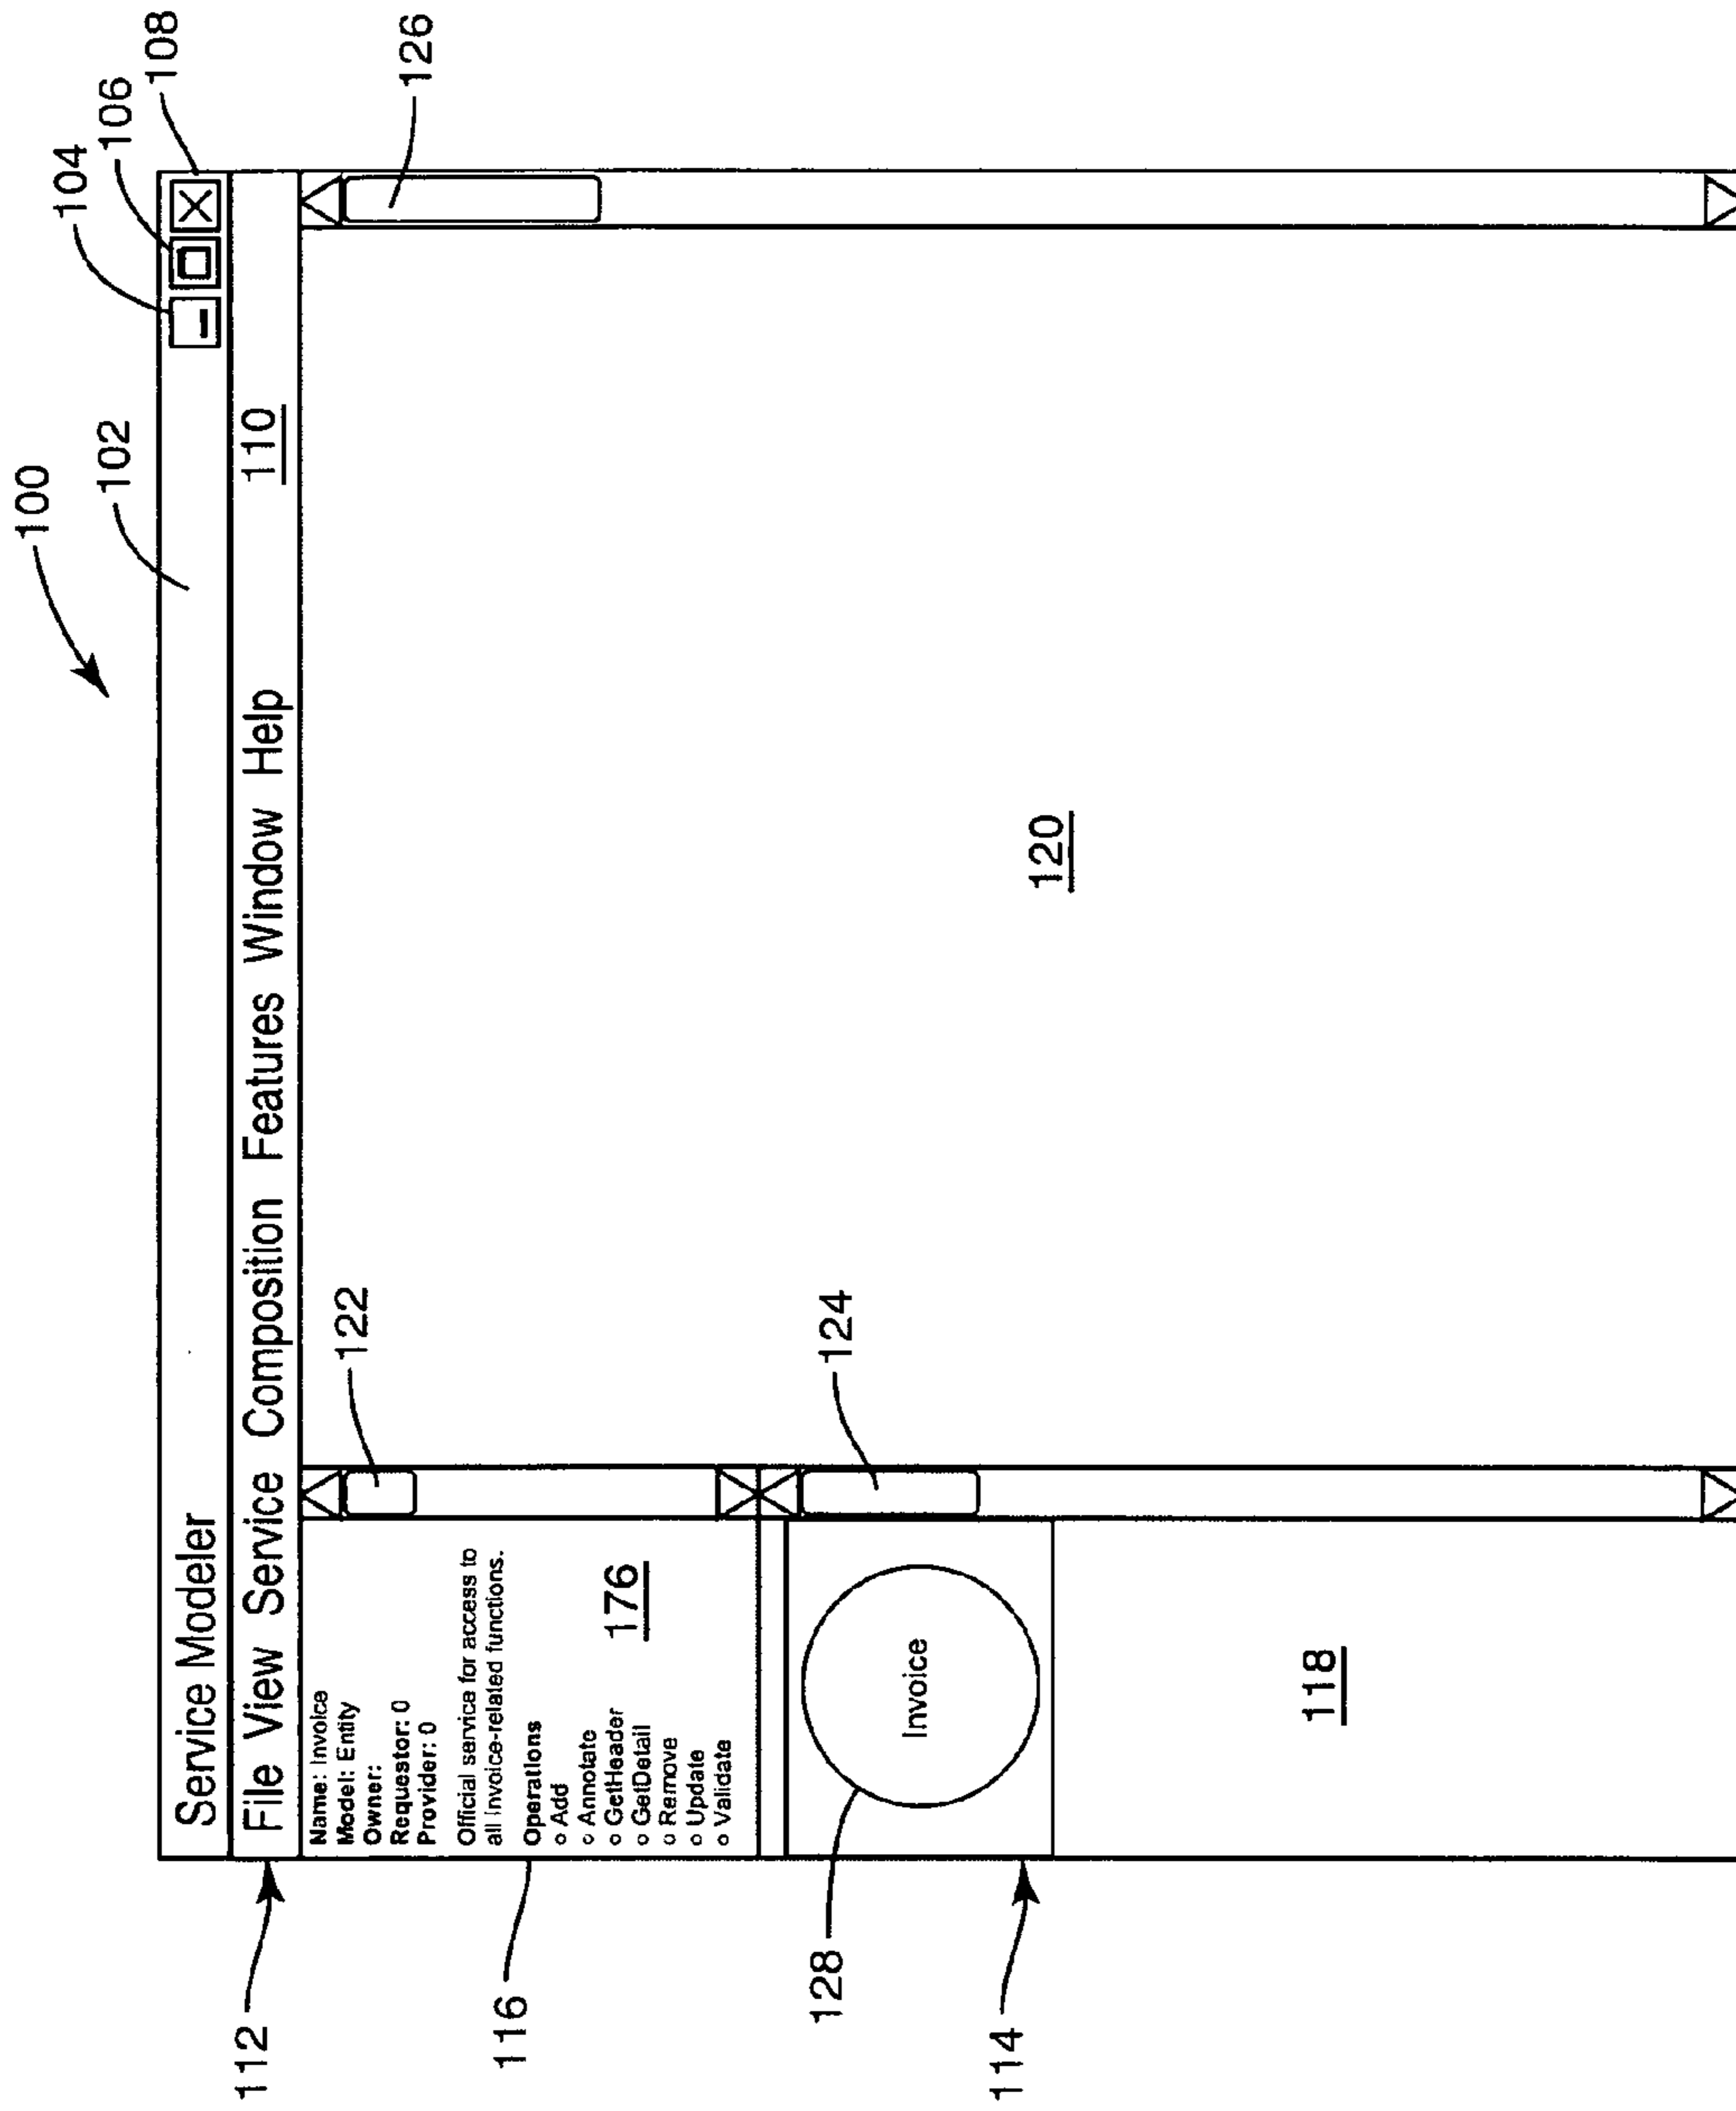 100
102
104
106
108
Service Modeler
112
File View Service Composition Features Window Help
110
122
126
Name: Invoice
Model: Entity
Owner:
Requestor: 0
Provider: 0
Official service for access to
all Invoice-related functions.
116
Operations
o Add
o Annotate
o GetHeader
o GetDetail
o Remove
o Update
o Validate
176
124
128
Invoice
120
114
118